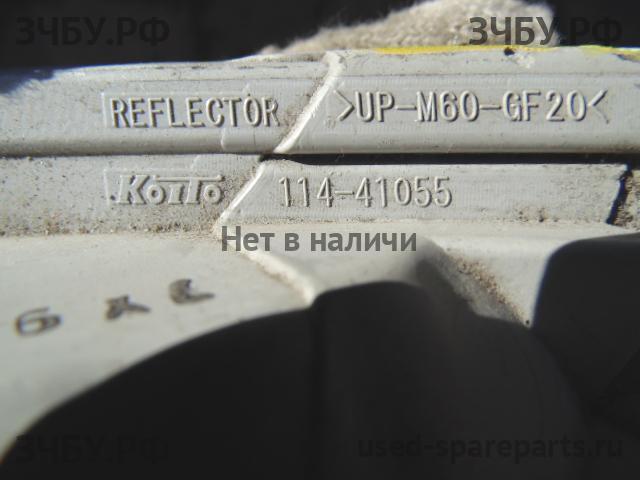 ЗЧБУ.РФ ЗЧБУ.РФ
REFLECTOR >UP-M60-GF20<
KOITO 114-41055
Нет в наличи
ЗЧБУ.РФ used-spareparts.ru